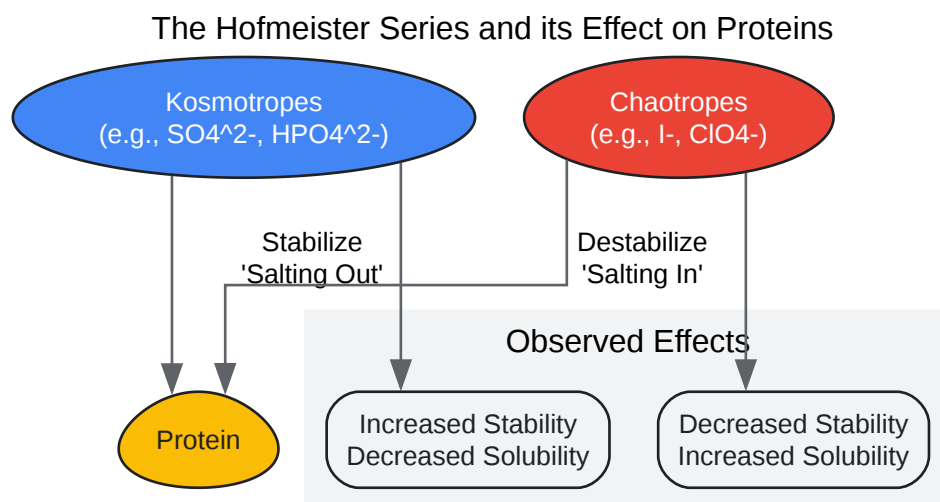 The Hofmeister Series and its Effect on Proteins
Kosmotropes
(e.g., SO4^2-, HPO4^2-)
Chaotropes
(e.g., I-, ClO4-)
Stabilize
'Salting Out'
Destabilize
'Salting In'
Observed Effects
Protein
Increased Stability
Decreased Solubility
Decreased Stability
Increased Solubility